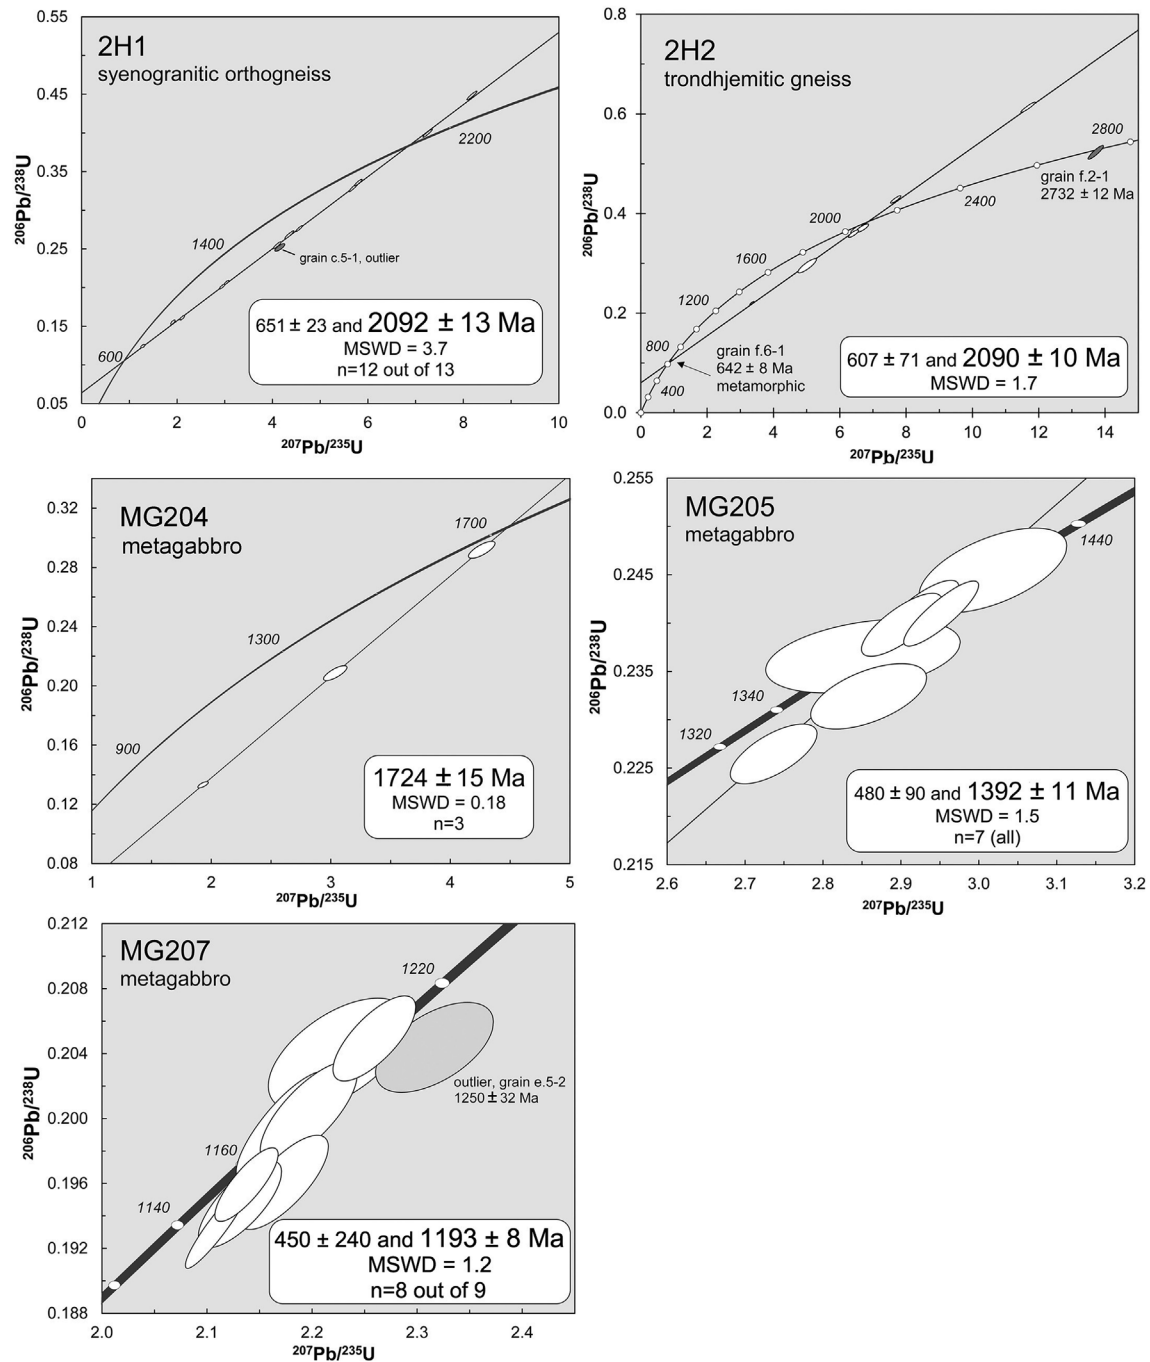 2H1
syenogranitic orthogneiss
0.55
0.45
0.35
0.25
0.15
0.05
206Pb/238U
600
1400
2200
grain c.5-1, outlier
651 ± 23 and 2092 ± 13 Ma
MSWD = 3.7
n=12 out of 13
0 2 4 6 8 10
207Pb/235U
2H2
trondhjemitic gneiss
0.8
0.6
0.4
0.2
0.0
206Pb/238U
2800
grain f.2-1
2732 ± 12 Ma
2400
2000
1600
1200
800
400
grain f.6-1
642 ± 8 Ma
metamorphic
607 ± 71 and 2090 ± 10 Ma
MSWD = 1.7
0 2 4 6 8 10 12 14
207Pb/235U
MG204
metagabbro
0.32
0.28
0.24
0.20
0.16
0.12
0.08
206Pb/238U
1700
1300
900
1724 ± 15 Ma
MSWD = 0.18
n=3
1 2 3 4 5
207Pb/235U
MG205
metagabbro
0.255
0.245
0.235
0.225
0.215
206Pb/238U
1440
1340
1320
480 ± 90 and 1392 ± 11 Ma
MSWD = 1.5
n=7 (all)
2.6 2.7 2.8 2.9 3.0 3.1 3.2
207Pb/235U
MG207
metagabbro
0.212
0.208
0.204
0.200
0.196
0.192
0.188
206Pb/238U
1220
outlier, grain e.5-2
1250 ± 32 Ma
1160
1140
450 ± 240 and 1193 ± 8 Ma
MSWD = 1.2
n=8 out of 9
2.0 2.1 2.2 2.3 2.4
207Pb/235U